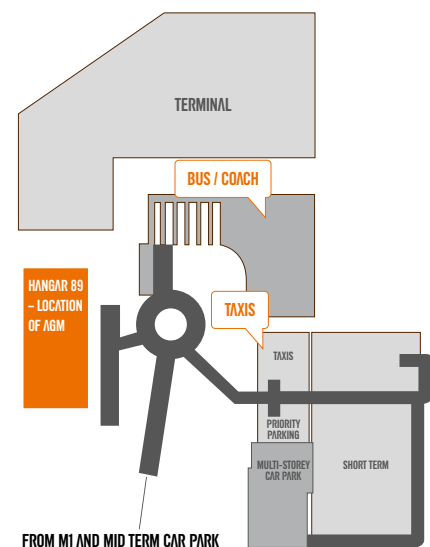 TERMINAL
BUS / COACH
HANGAR 89
– LOCATION
OF AGM
TAXIS
TAXIS
PRIORITY
PARKING
MULTI-STOREY
CAR PARK
SHORT TERM
FROM M1 AND MID TERM CAR PARK